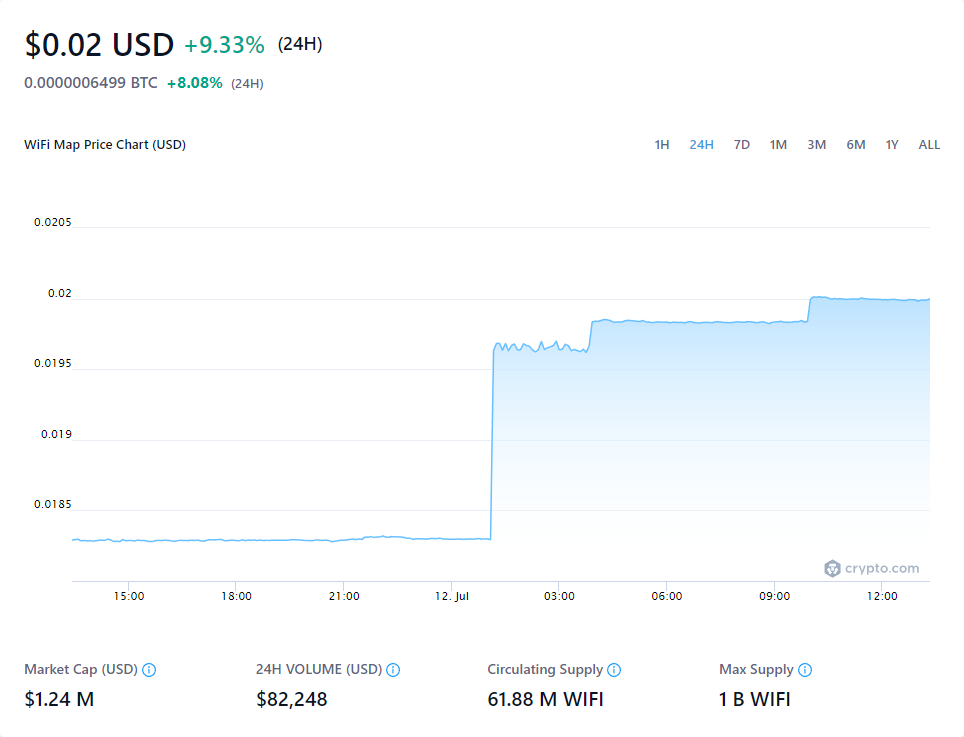 $0.02 USD +9.33% (24H)
0.0000006499 BTC +8.08% (24H)
WiFi Map Price Chart (USD) 1H 24H 7D 1M 3M 6M 1Y ALL
0.0205
0.02
0.0195
0.019
0.0185
crypto.com
15:00 18:00 21:00 12. Jul 03:00 06:00 09:00 12:00
Market Cap (USD) 24H VOLUME (USD) Circulating Supply Max Supply
$1.24 M $82,248 61.88 M WIFI 1 B WIFI